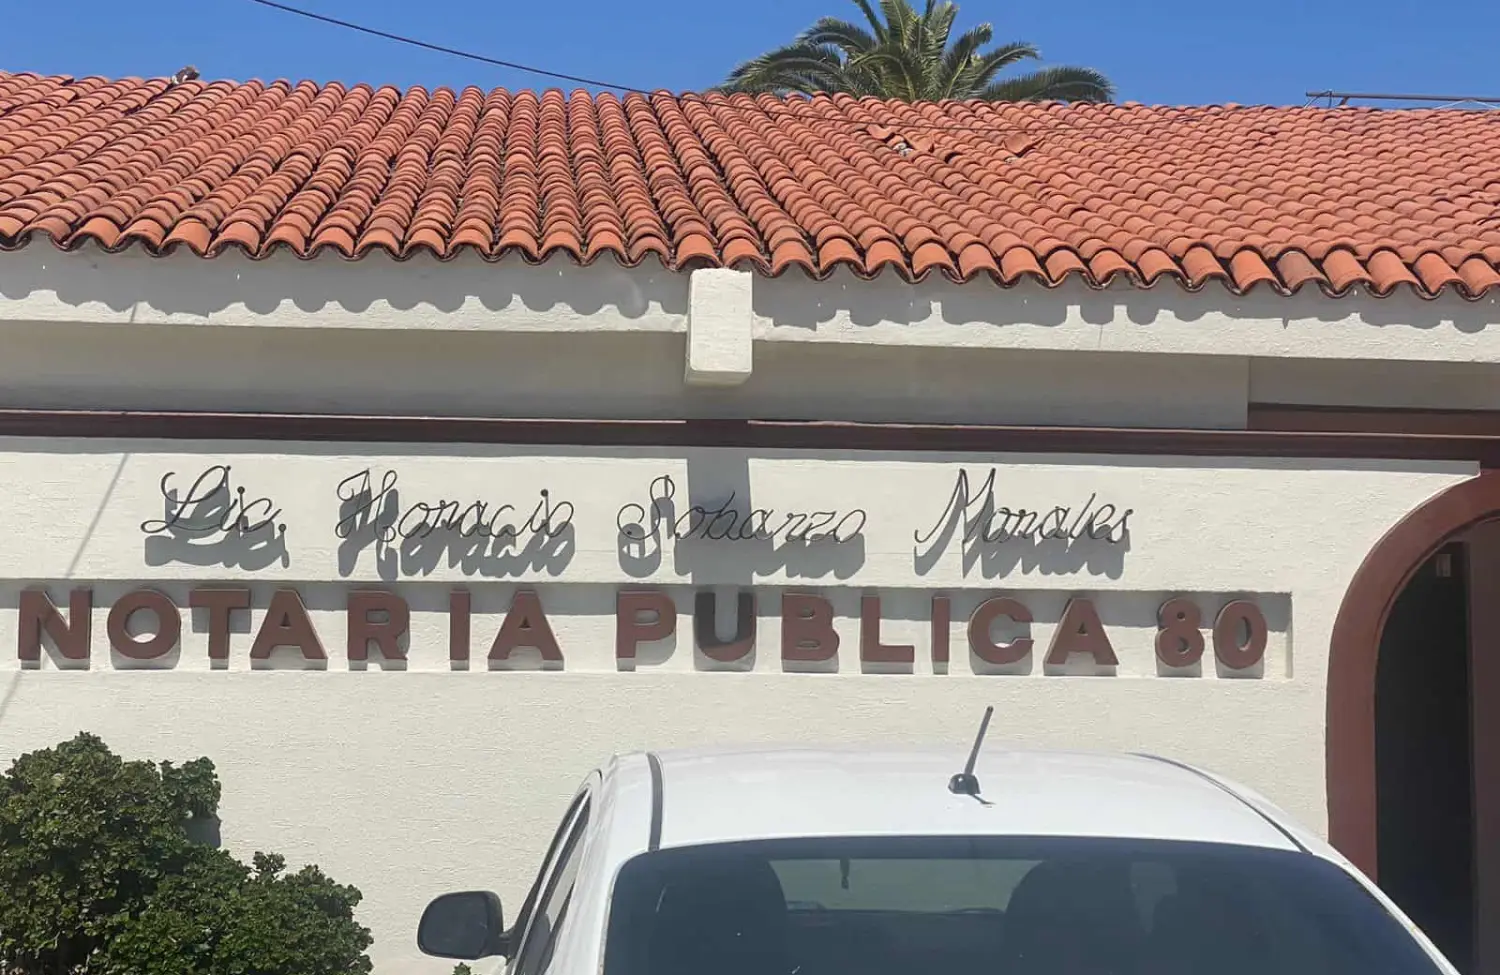 Lic. Horacio Sobarzo Morales
NOTARIA PUBLICA 80